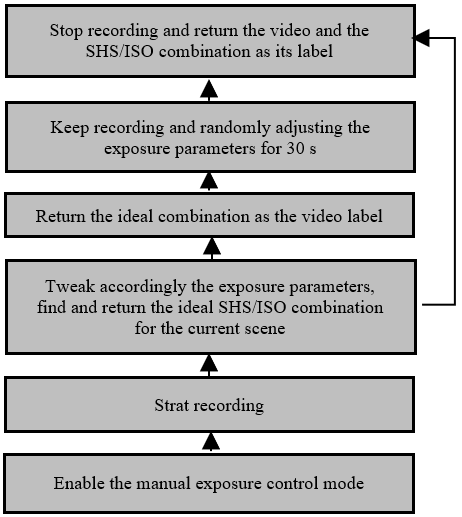 Stop recording and return the video and the
SHS/ISO combination as its label
Keep recording and randomly adjusting the
exposure parameters for 30 s
Return the ideal combination as the video label
Tweak accordingly the exposure parameters,
find and return the ideal SHS/ISO combination
for the current scene
Strat recording
Enable the manual exposure control mode